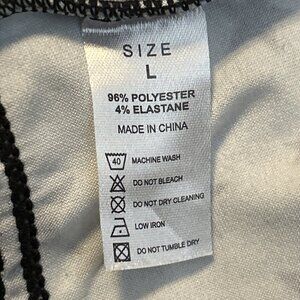 SIZE
L
96% POLYESTER
4% ELASTANE
MADE IN CHINA
40 MACHINE WASH
DO NOT BLEACH
DO NOT DRY CLEANING
LOW IRON
DO NOT TUMBLE DRY